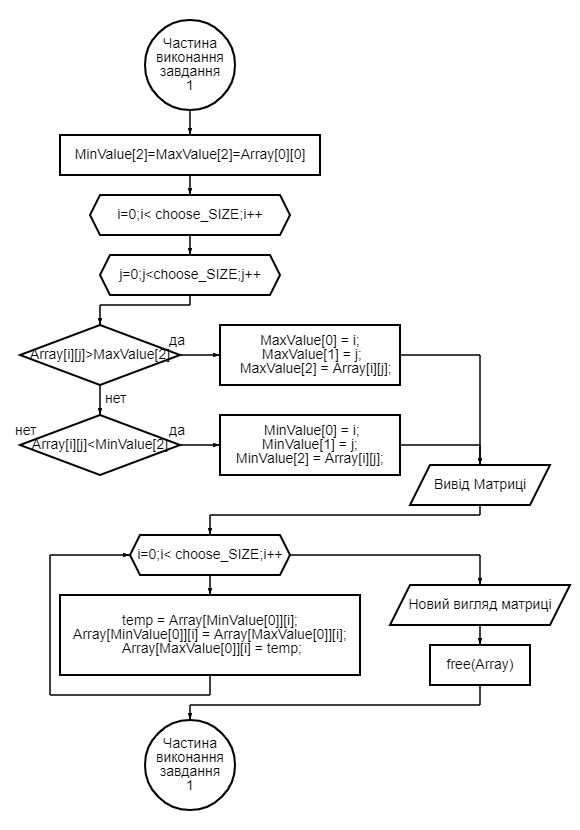 Частина
виконання
завдання
1
MinValue[2]=MaxValue[2]=Array[0][0]
i=0;i< choose_SIZE;i++
j=0;j<choose_SIZE;j++
Array[i][j]>MaxValue[2]
да
MaxValue[0] = i;
MaxValue[1] = j;
MaxValue[2] = Array[i][j];
нет
нет
Array[i][j]<MinValue[2]
да
MinValue[0] = i;
MinValue[1] = j;
MinValue[2] = Array[i][j];
Вивід Матриці
i=0;i< choose_SIZE;i++
temp = Array[MinValue[0]][i];
Array[MinValue[0]][i] = Array[MaxValue[0]][i];
Array[MaxValue[0]][i] = temp;
Новий вигляд матриці
free(Array)
Частина
виконання
завдання
1